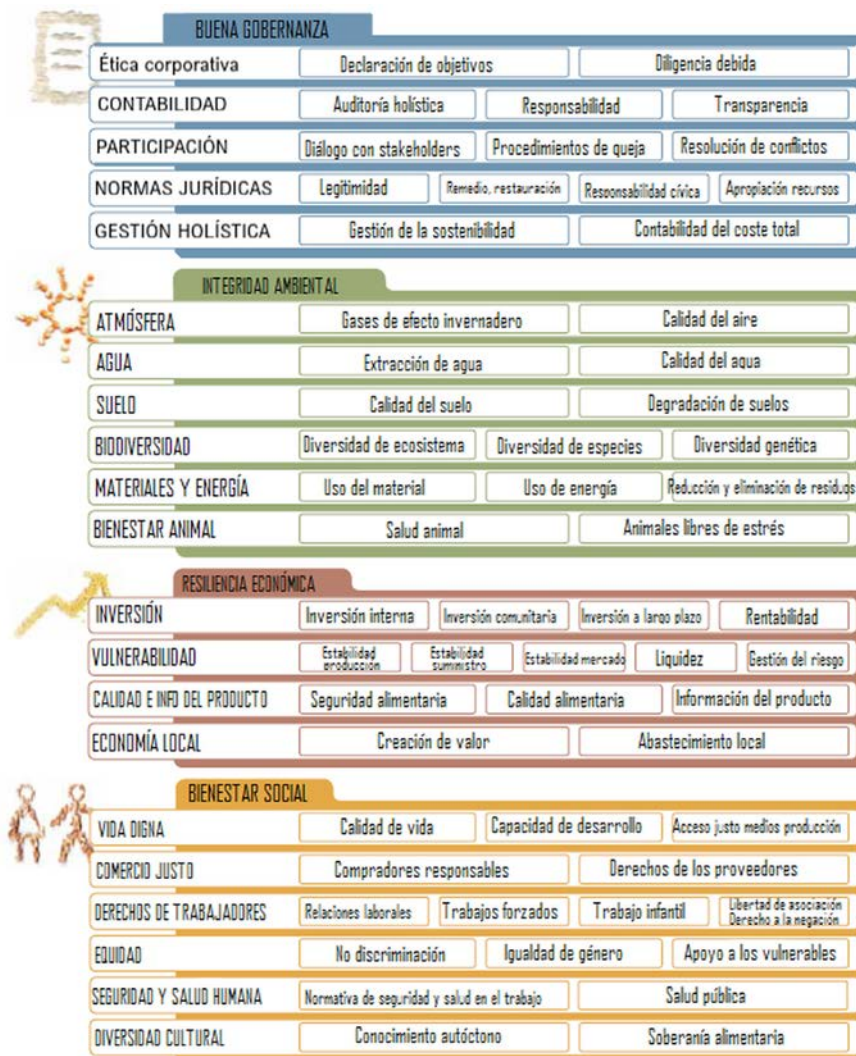 BUENA GOBERNANZA
Ética corporativa Declaración de objetivos Diligencia debida
CONTABILIDAD Auditoría holística Responsabilidad Transparencia
PARTICIPACIÓN Diálogo con stakeholders Procedimientos de queja Resolución de conflictos
NORMAS JURÍDICAS Legitimidad Remedio, restauración Responsabilidad cívica Apropiación recursos
GESTIÓN HOLÍSTICA Gestión de la sostenibilidad Contabilidad del coste total
INTEGRIDAD AMBIENTAL
ATMÓSFERA Gases de efecto invernadero Calidad del aire
AGUA Extracción de agua Calidad del agua
SUELO Calidad del suelo Degradación de suelos
BIODIVERSIDAD Diversidad de ecosistema Diversidad de especies Diversidad genética
MATERIALES Y ENERGÍA Uso del material Uso de energía Reducción y eliminación de residuos
BIENESTAR ANIMAL Salud animal Animales libres de estrés
RESILIENCIA ECONÓMICA
INVERSIÓN Inversión interna Inversión comunitaria Inversión a largo plazo Rentabilidad
VULNERABILIDAD Estabilidad producción Estabilidad suministro Estabilidad mercado Liquidez Gestión del riesgo
CALIDAD E INFO DEL PRODUCTO Seguridad alimentaria Calidad alimentaria Información del producto
ECONOMÍA LOCAL Creación de valor Abastecimiento local
BIENESTAR SOCIAL
VIDA DIGNA Calidad de vida Capacidad de desarrollo Acceso justo medios producción
COMERCIO JUSTO Compradores responsables Derechos de los proveedores
DERECHOS DE TRABAJADORES Relaciones laborales Trabajos forzados Trabajo infantil Libertad de asociación Derecho a la negación
EQUIDAD No discriminación Igualdad de género Apoyo a los vulnerables
SEGURIDAD Y SALUD HUMANA Normativa de seguridad y salud en el trabajo Salud pública
DIVERSIDAD CULTURAL Conocimiento autóctono Soberanía alimentaria